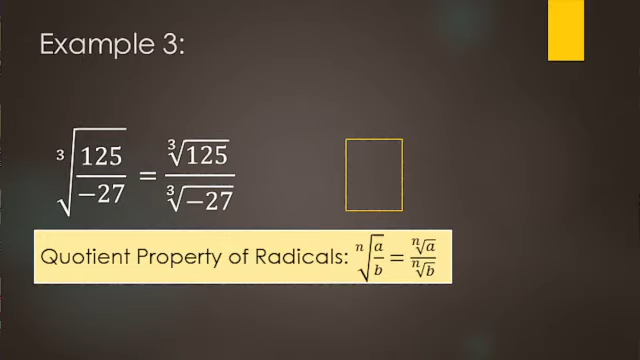 Example 3:
∛(125/−27) = ∛125/∛−27
Quotient Property of Radicals: ⁿ√(a/b) = ⁿ√a/ⁿ√b